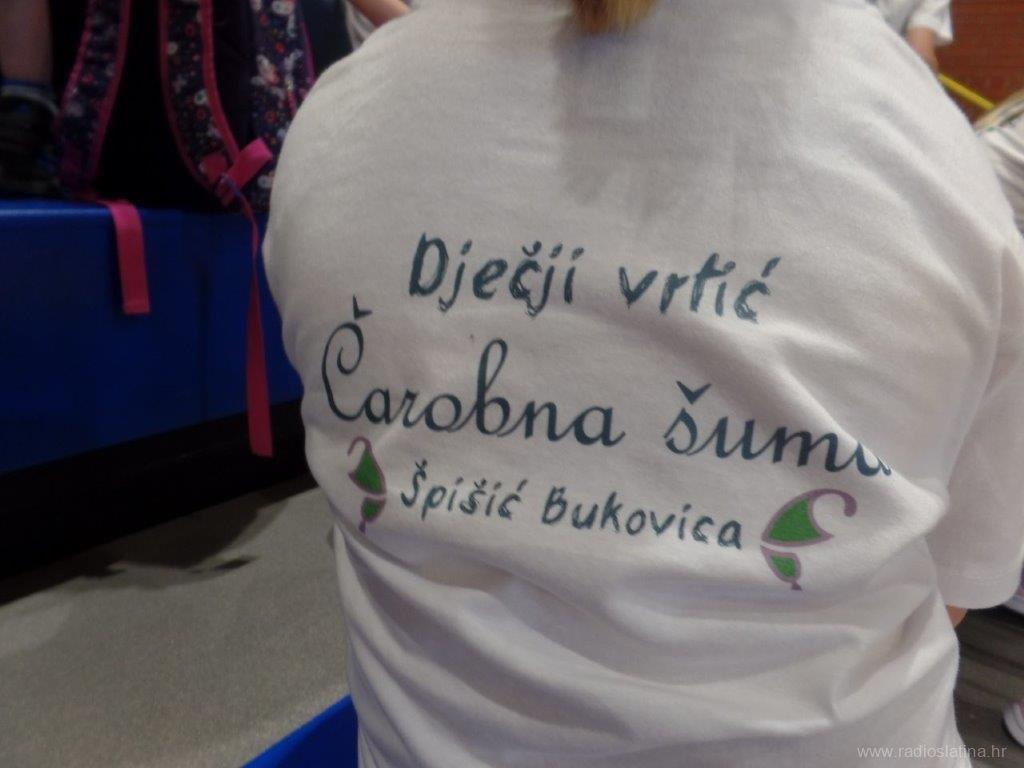 Dječji vrtić
Čarobna šuma
Špišić Bukovica
www.radioslatina.hr